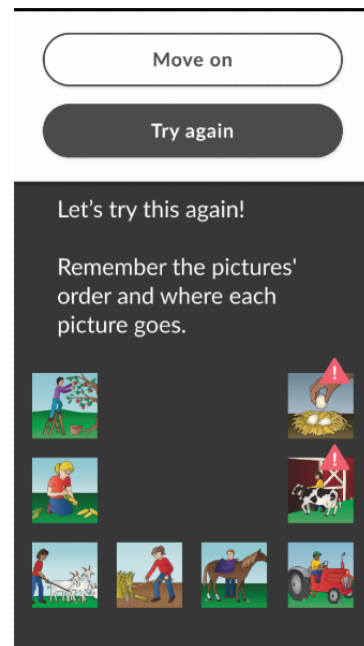 Move on
Try again
Let's try this again!
Remember the pictures'
order and where each
picture goes.
!
!